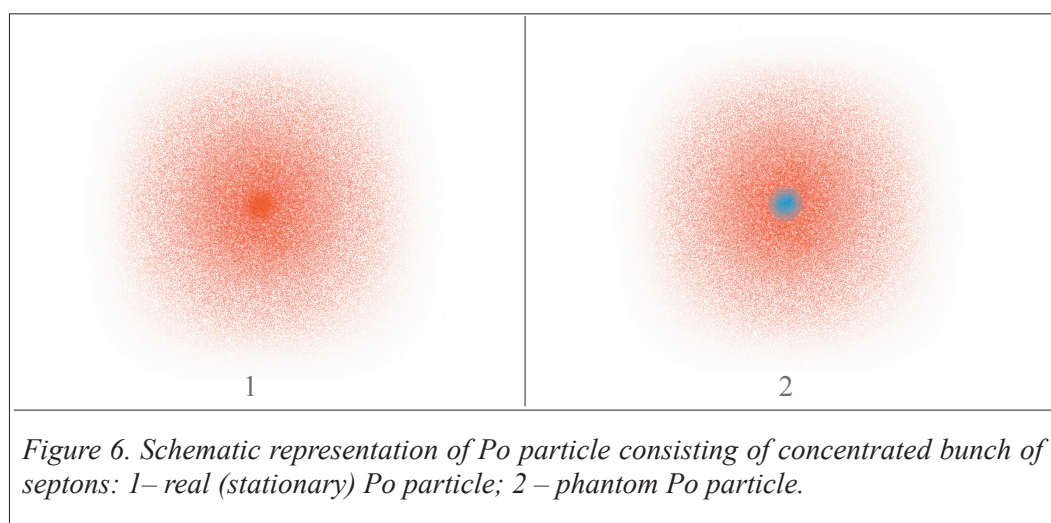 1
2
Figure 6. Schematic representation of Po particle consisting of concentrated bunch of
septons: 1– real (stationary) Po particle; 2 – phantom Po particle.